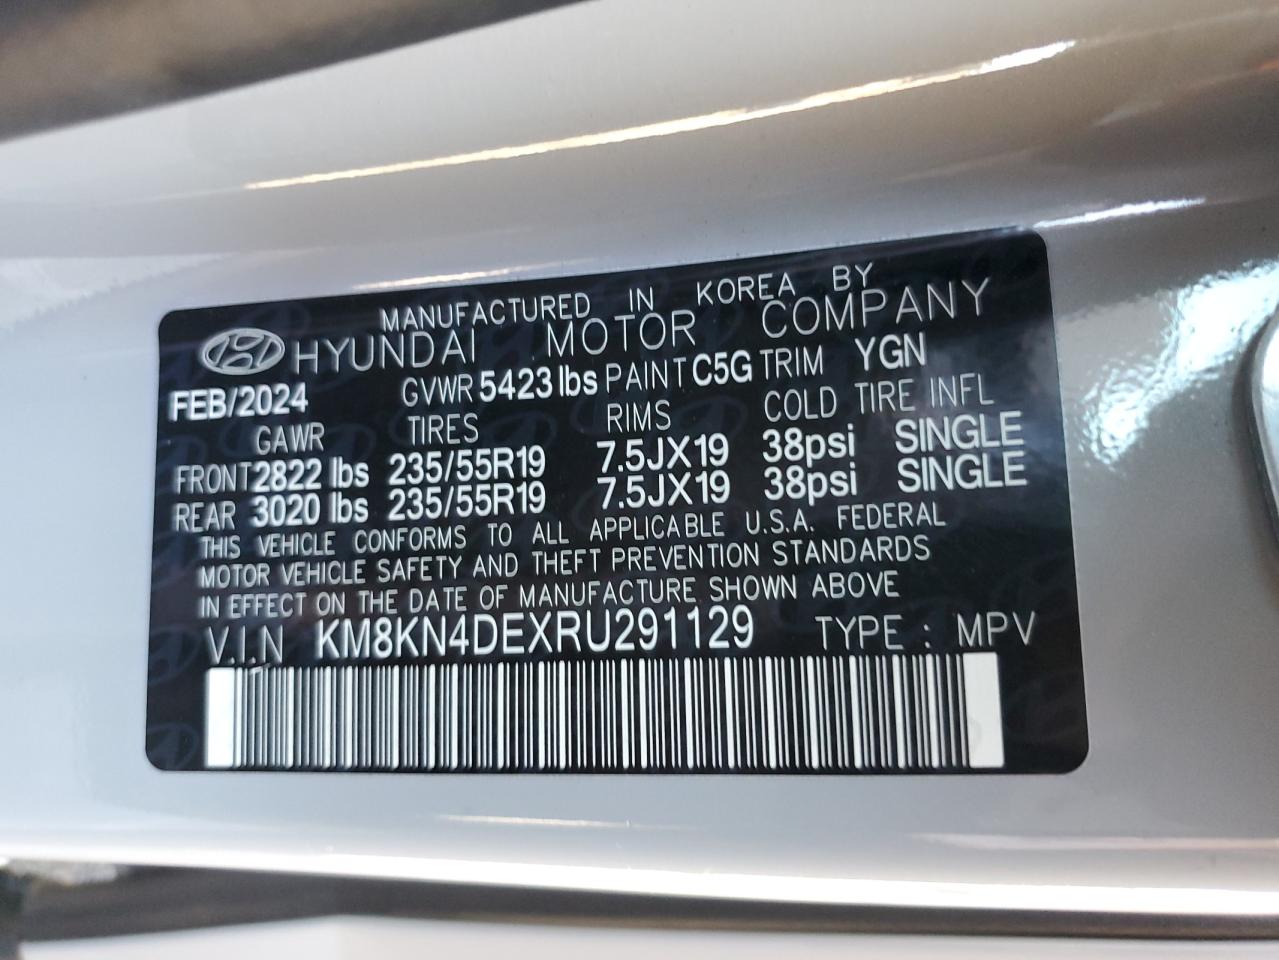 MANUFACTURED IN KOREA BY
HYUNDAI MOTOR COMPANY
FEB/2024 GVWR 5423 lbs PAINT C5G TRIM YGN
GAWR TIRES RIMS COLD TIRE INFL
FRONT 2822 lbs 235/55R19 7.5JX19 38psi SINGLE
REAR 3020 lbs 235/55R19 7.5JX19 38psi SINGLE
THIS VEHICLE CONFORMS TO ALL APPLICABLE U.S.A. FEDERAL
MOTOR VEHICLE SAFETY AND THEFT PREVENTION STANDARDS
IN EFFECT ON THE DATE OF MANUFACTURE SHOWN ABOVE
V.I.N KM8KN4DEXRU291129 TYPE : MPV